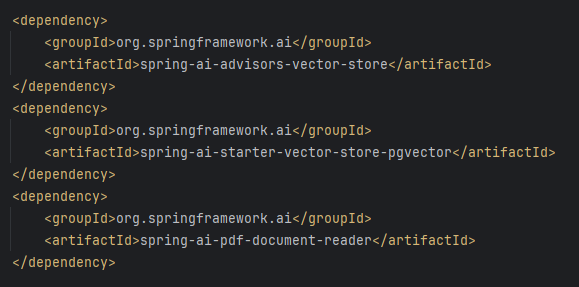 <dependency>
    <groupId>org.springframework.ai</groupId>
    <artifactId>spring-ai-advisors-vector-store</artifactId>
</dependency>
<dependency>
    <groupId>org.springframework.ai</groupId>
    <artifactId>spring-ai-starter-vector-store-pgvector</artifactId>
</dependency>
<dependency>
    <groupId>org.springframework.ai</groupId>
    <artifactId>spring-ai-pdf-document-reader</artifactId>
</dependency>